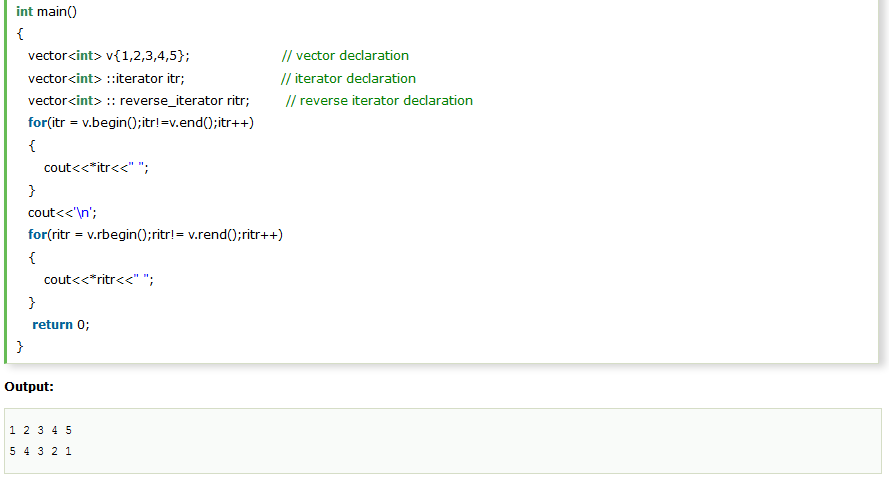 int main()
{
vector<int> v{1,2,3,4,5}; // vector declaration
vector<int> ::iterator itr; // iterator declaration
vector<int> :: reverse_iterator ritr; // reverse iterator declaration
for(itr = v.begin();itr!=v.end();itr++)
{
cout<<*itr<<" ";
}
cout<<'\n';
for(ritr = v.rbegin();ritr!= v.rend();ritr++)
{
cout<<*ritr<<" ";
}
return 0;
}
Output:
1 2 3 4 5
5 4 3 2 1